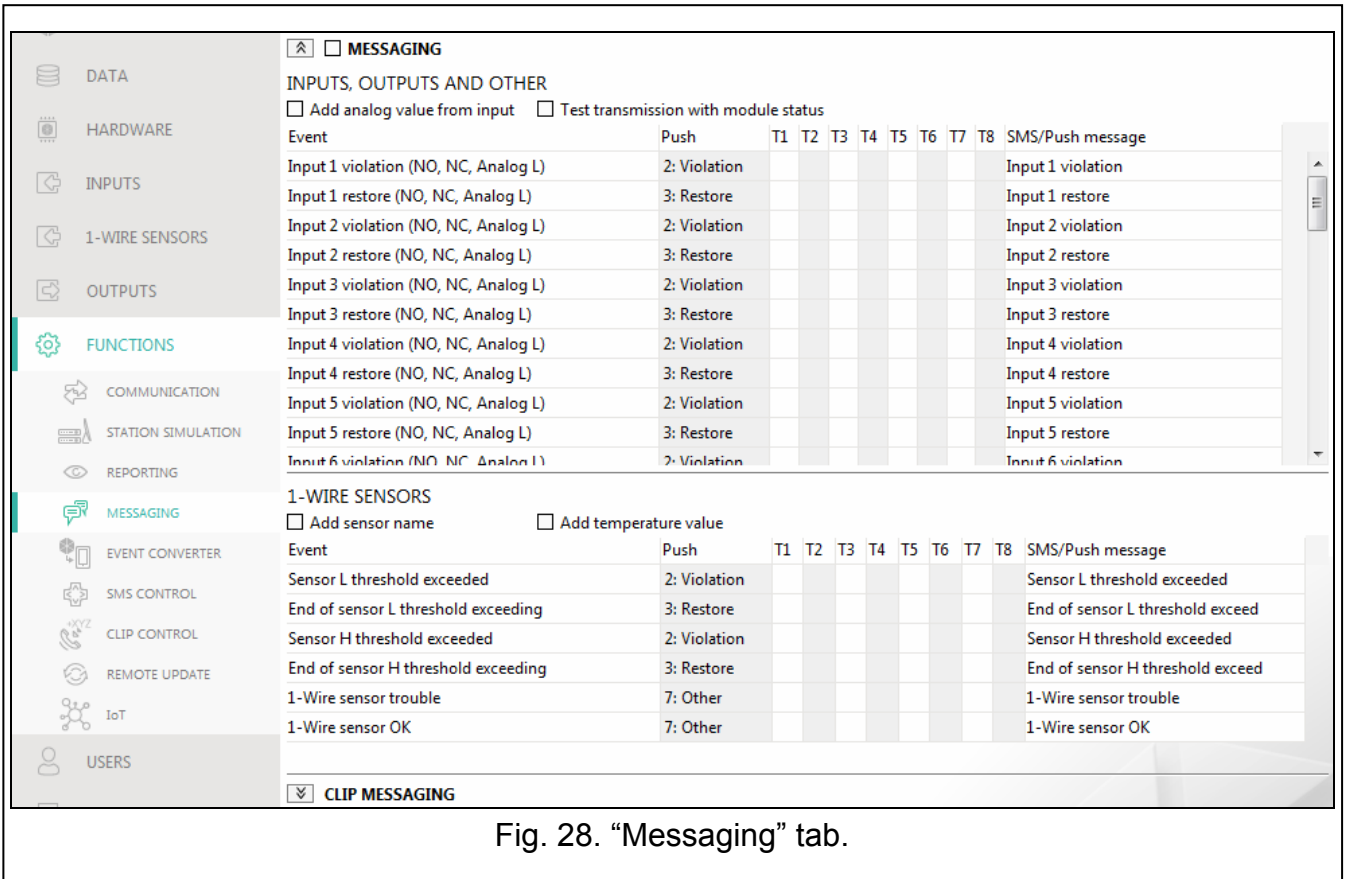 DATA
HARDWARE
INPUTS
1-WIRE SENSORS
OUTPUTS
FUNCTIONS
COMMUNICATION
STATION SIMULATION
REPORTING
MESSAGING
EVENT CONVERTER
SMS CONTROL
+XYZ
CLIP CONTROL
REMOTE UPDATE
IoT
USERS
MESSAGING
INPUTS, OUTPUTS AND OTHER
Add analog value from input Test transmission with module status
Event Push T1 T2 T3 T4 T5 T6 T7 T8 SMS/Push message
Input 1 violation (NO, NC, Analog L) 2: Violation Input 1 violation
Input 1 restore (NO, NC, Analog L) 3: Restore Input 1 restore
Input 2 violation (NO, NC, Analog L) 2: Violation Input 2 violation
Input 2 restore (NO, NC, Analog L) 3: Restore Input 2 restore
Input 3 violation (NO, NC, Analog L) 2: Violation Input 3 violation
Input 3 restore (NO, NC, Analog L) 3: Restore Input 3 restore
Input 4 violation (NO, NC, Analog L) 2: Violation Input 4 violation
Input 4 restore (NO, NC, Analog L) 3: Restore Input 4 restore
Input 5 violation (NO, NC, Analog L) 2: Violation Input 5 violation
Input 5 restore (NO, NC, Analog L) 3: Restore Input 5 restore
Input 6 violation (NO, NC, Analog L) 2: Violation Input 6 violation
1-WIRE SENSORS
Add sensor name Add temperature value
Event Push T1 T2 T3 T4 T5 T6 T7 T8 SMS/Push message
Sensor L threshold exceeded 2: Violation Sensor L threshold exceeded
End of sensor L threshold exceeding 3: Restore End of sensor L threshold exceed
Sensor H threshold exceeded 2: Violation Sensor H threshold exceeded
End of sensor H threshold exceeding 3: Restore End of sensor H threshold exceed
1-Wire sensor trouble 7: Other 1-Wire sensor trouble
1-Wire sensor OK 7: Other 1-Wire sensor OK
CLIP MESSAGING
Fig. 28. “Messaging” tab.